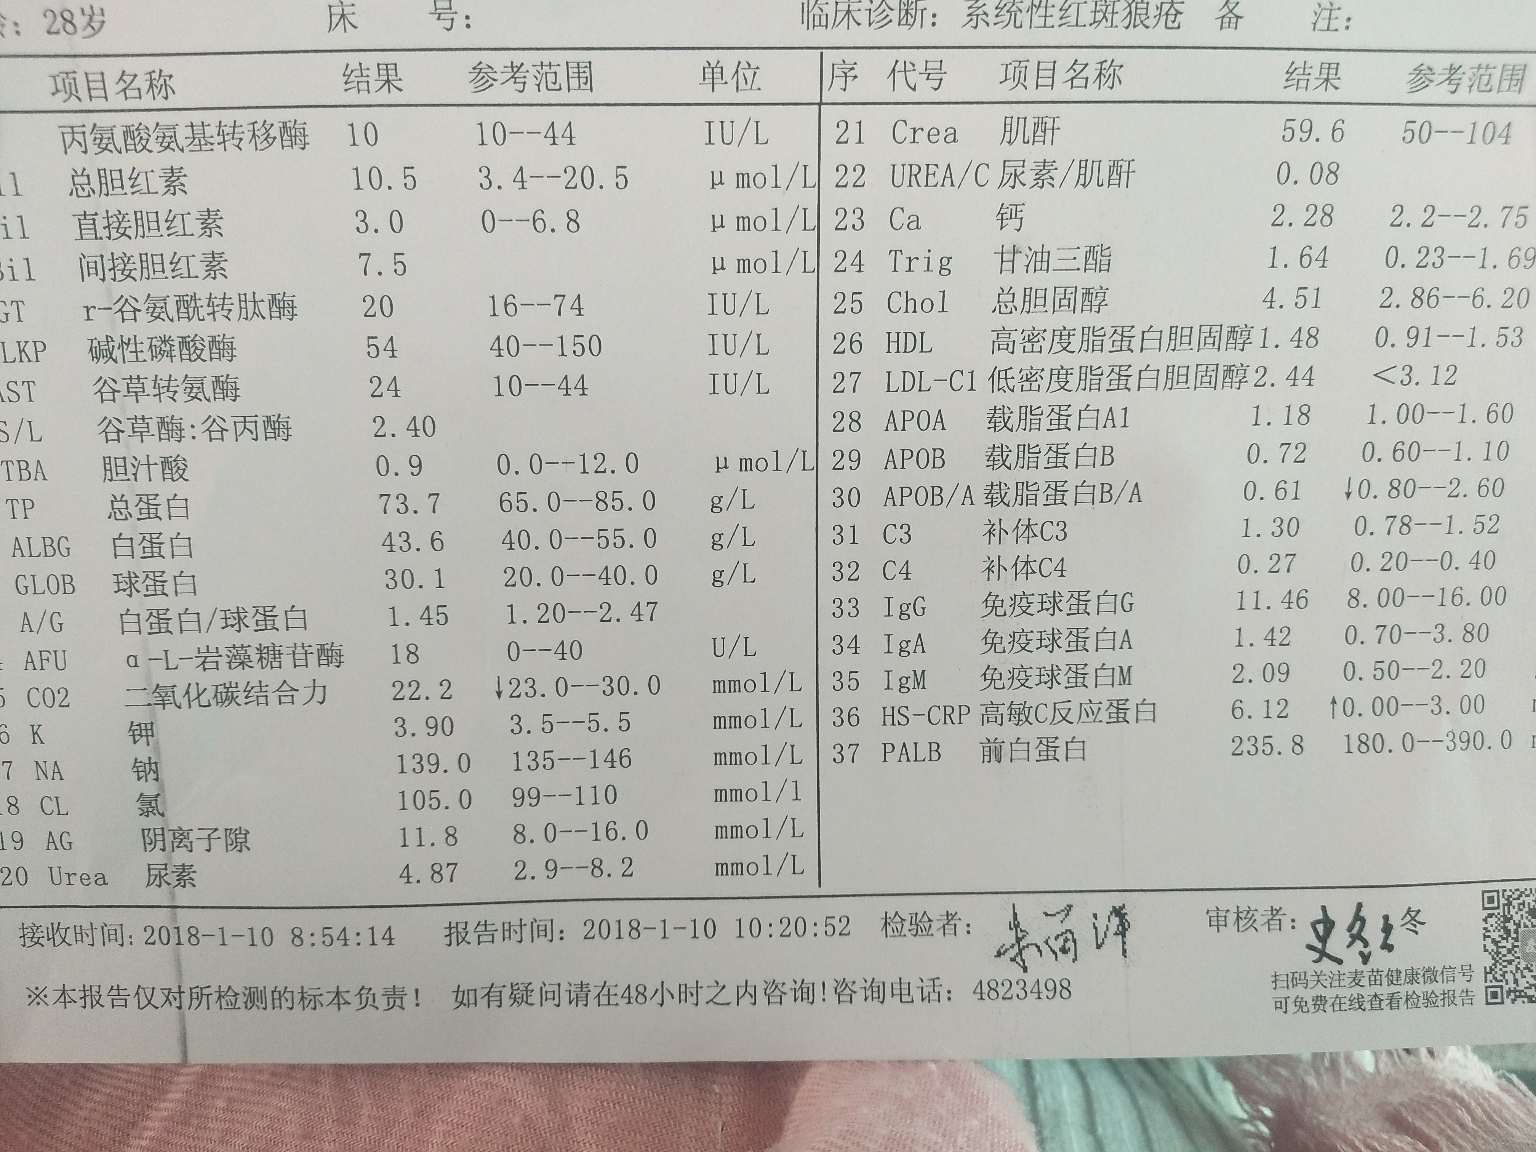 龄: 28岁 床 号: 临床诊断: 系统性红斑狼疮 备 注:
项目名称 结果 参考范围 单位 序 代号 项目名称 结果 参考范围
丙氨酸氨基转移酶 10 10--44 IU/L 21 Crea 肌酐 59.6 50--104
总胆红素 10.5 3.4--20.5 μmol/L 22 UREA/C 尿素/肌酐 0.08
直接胆红素 3.0 0--6.8 μmol/L 23 Ca 钙 2.28 2.2--2.75
间接胆红素 7.5 μmol/L 24 Trig 甘油三酯 1.64 0.23--1.69
GT r-谷氨酰转肽酶 20 16--74 IU/L 25 Chol 总胆固醇 4.51 2.86--6.20
LKP 碱性磷酸酶 54 40--150 IU/L 26 HDL 高密度脂蛋白胆固醇 1.48 0.91--1.53
AST 谷草转氨酶 24 10--44 IU/L 27 LDL-C1 低密度脂蛋白胆固醇 2.44 <3.12
S/L 谷草酶:谷丙酶 2.40 28 APOA 载脂蛋白A1 1.18 1.00--1.60
TBA 胆汁酸 0.9 0.0--12.0 μmol/L 29 APOB 载脂蛋白B 0.72 0.60--1.10
TP 总蛋白 73.7 65.0--85.0 g/L 30 APOB/A 载脂蛋白B/A 0.61 ↓0.80--2.60
ALBG 白蛋白 43.6 40.0--55.0 g/L 31 C3 补体C3 1.30 0.78--1.52
GLOB 球蛋白 30.1 20.0--40.0 g/L 32 C4 补体C4 0.27 0.20--0.40
A/G 白蛋白/球蛋白 1.45 1.20--2.47 33 IgG 免疫球蛋白G 11.46 8.00--16.00
AFU α-L-岩藻糖苷酶 18 0--40 U/L 34 IgA 免疫球蛋白A 1.42 0.70--3.80
5 CO2 二氧化碳结合力 22.2 ↓23.0--30.0 mmol/L 35 IgM 免疫球蛋白M 2.09 0.50--2.20
6 K 钾 3.90 3.5--5.5 mmol/L 36 HS-CRP 高敏C反应蛋白 6.12 ↑0.00--3.00
7 NA 钠 139.0 135--146 mmol/L 37 PALB 前白蛋白 235.8 180.0--390.0
18 CL 氯 105.0 99--110 mmol/l
19 AG 阴离子隙 11.8 8.0--16.0 mmol/L
20 Urea 尿素 4.87 2.9--8.2 mmol/L
接收时间: 2018-1-10 8:54:14 报告时间: 2018-1-10 10:20:52 检验者: 审核者: 史冬冬
※本报告仅对所检测的标本负责! 如有疑问请在48小时之内咨询!咨询电话: 4823498
扫码关注麦苗健康微信号
可免费在线查看检验报告